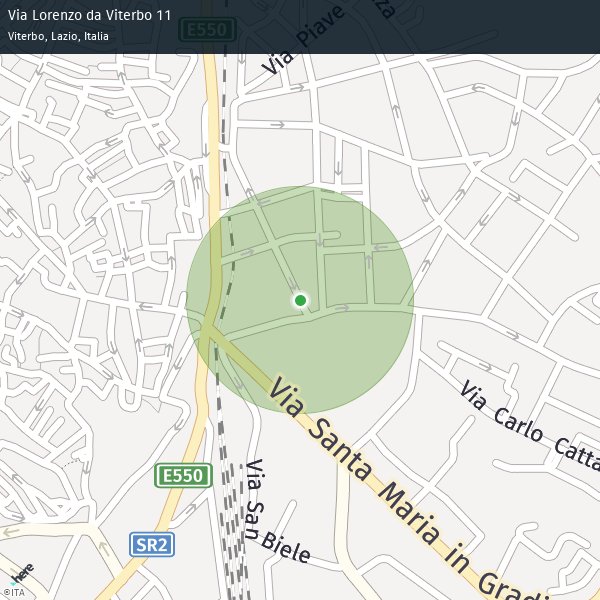 Via Lorenzo da Viterbo 11
Viterbo, Lazio, Italia
E550
Via Piave
za
Via Carlo Catta
Via Santa Maria in Gradi
E550
Via San Biele
SR2
here
©ITA